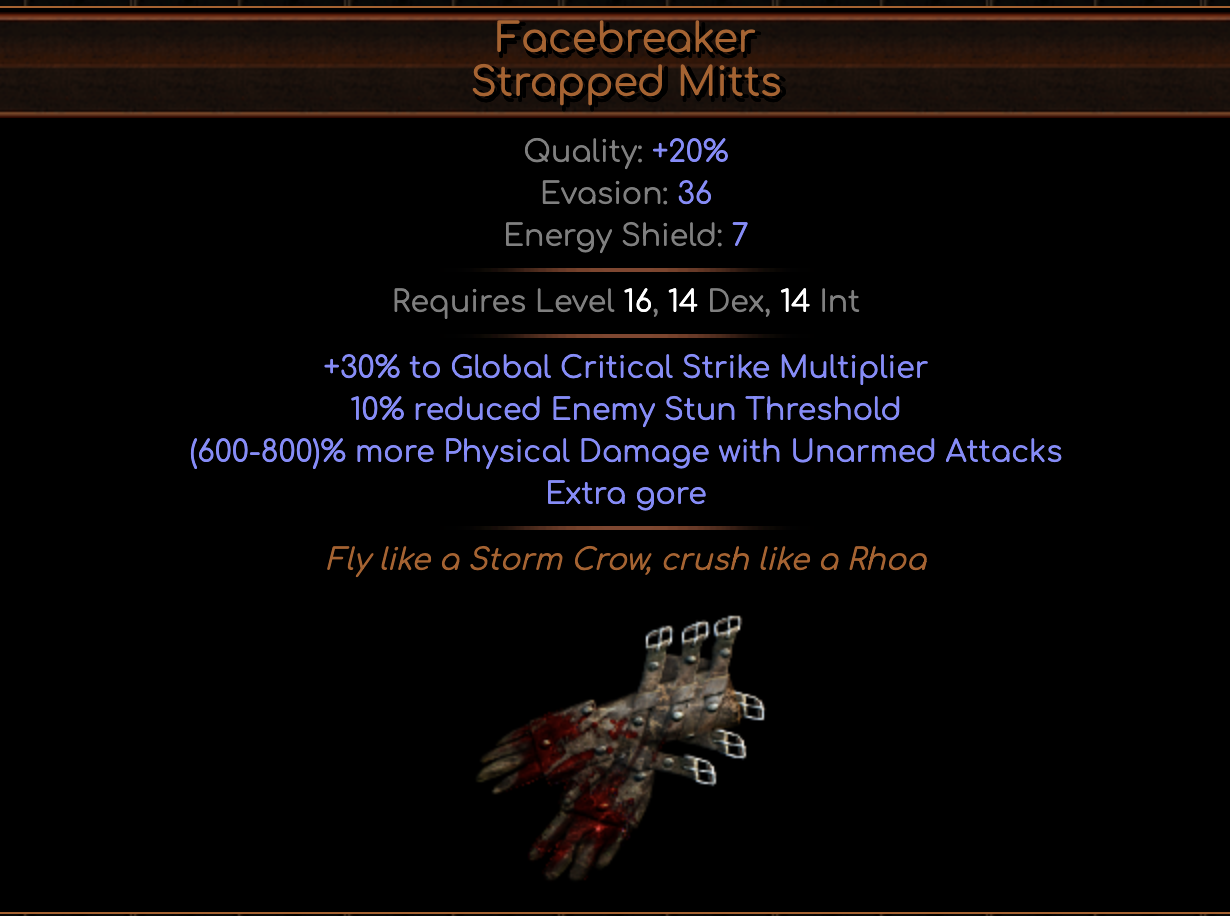 Facebreaker
Strapped Mitts
Quality: +20%
Evasion: 36
Energy Shield: 7
Requires Level 16, 14 Dex, 14 Int
+30% to Global Critical Strike Multiplier
10% reduced Enemy Stun Threshold
(600-800)% more Physical Damage with Unarmed Attacks
Extra gore
Fly like a Storm Crow, crush like a Rhoa